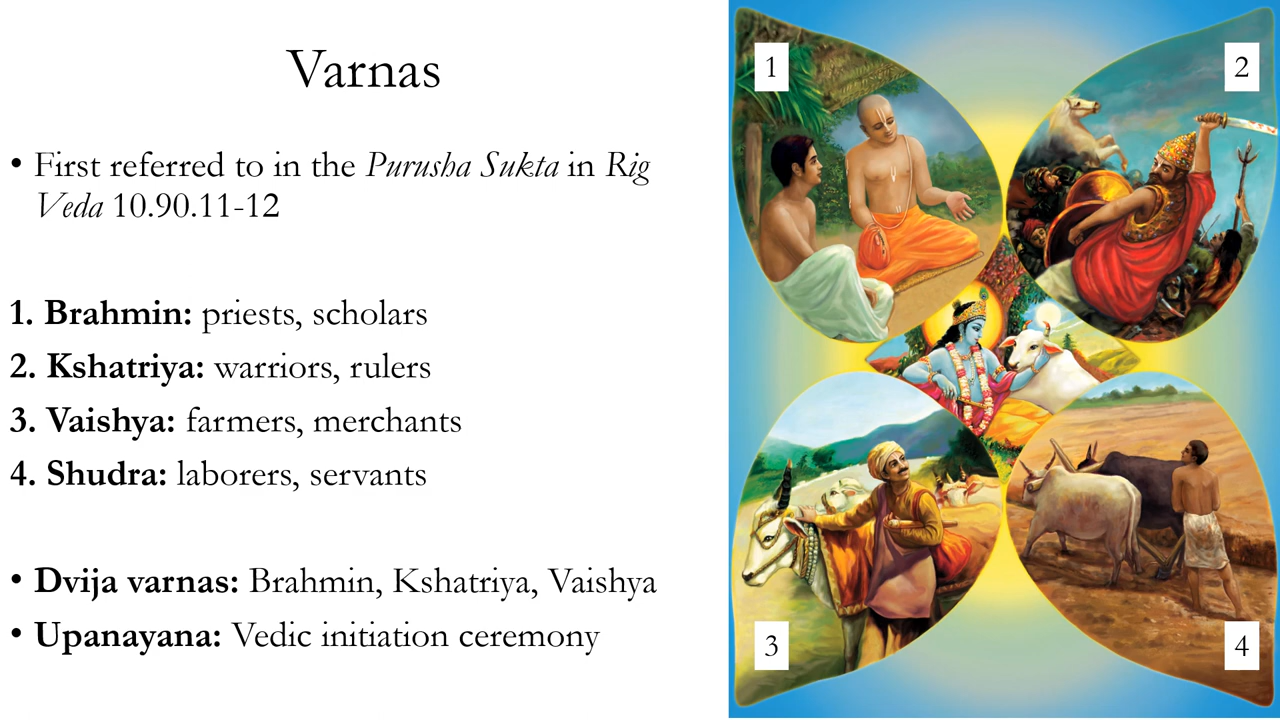 Varnas
• First referred to in the Purusha Sukta in Rig
Veda 10.90.11-12
1. Brahmin: priests, scholars
2. Kshatriya: warriors, rulers
3. Vaishya: farmers, merchants
4. Shudra: laborers, servants
• Dvija varnas: Brahmin, Kshatriya, Vaishya
• Upanayana: Vedic initiation ceremony
1
2
3
4